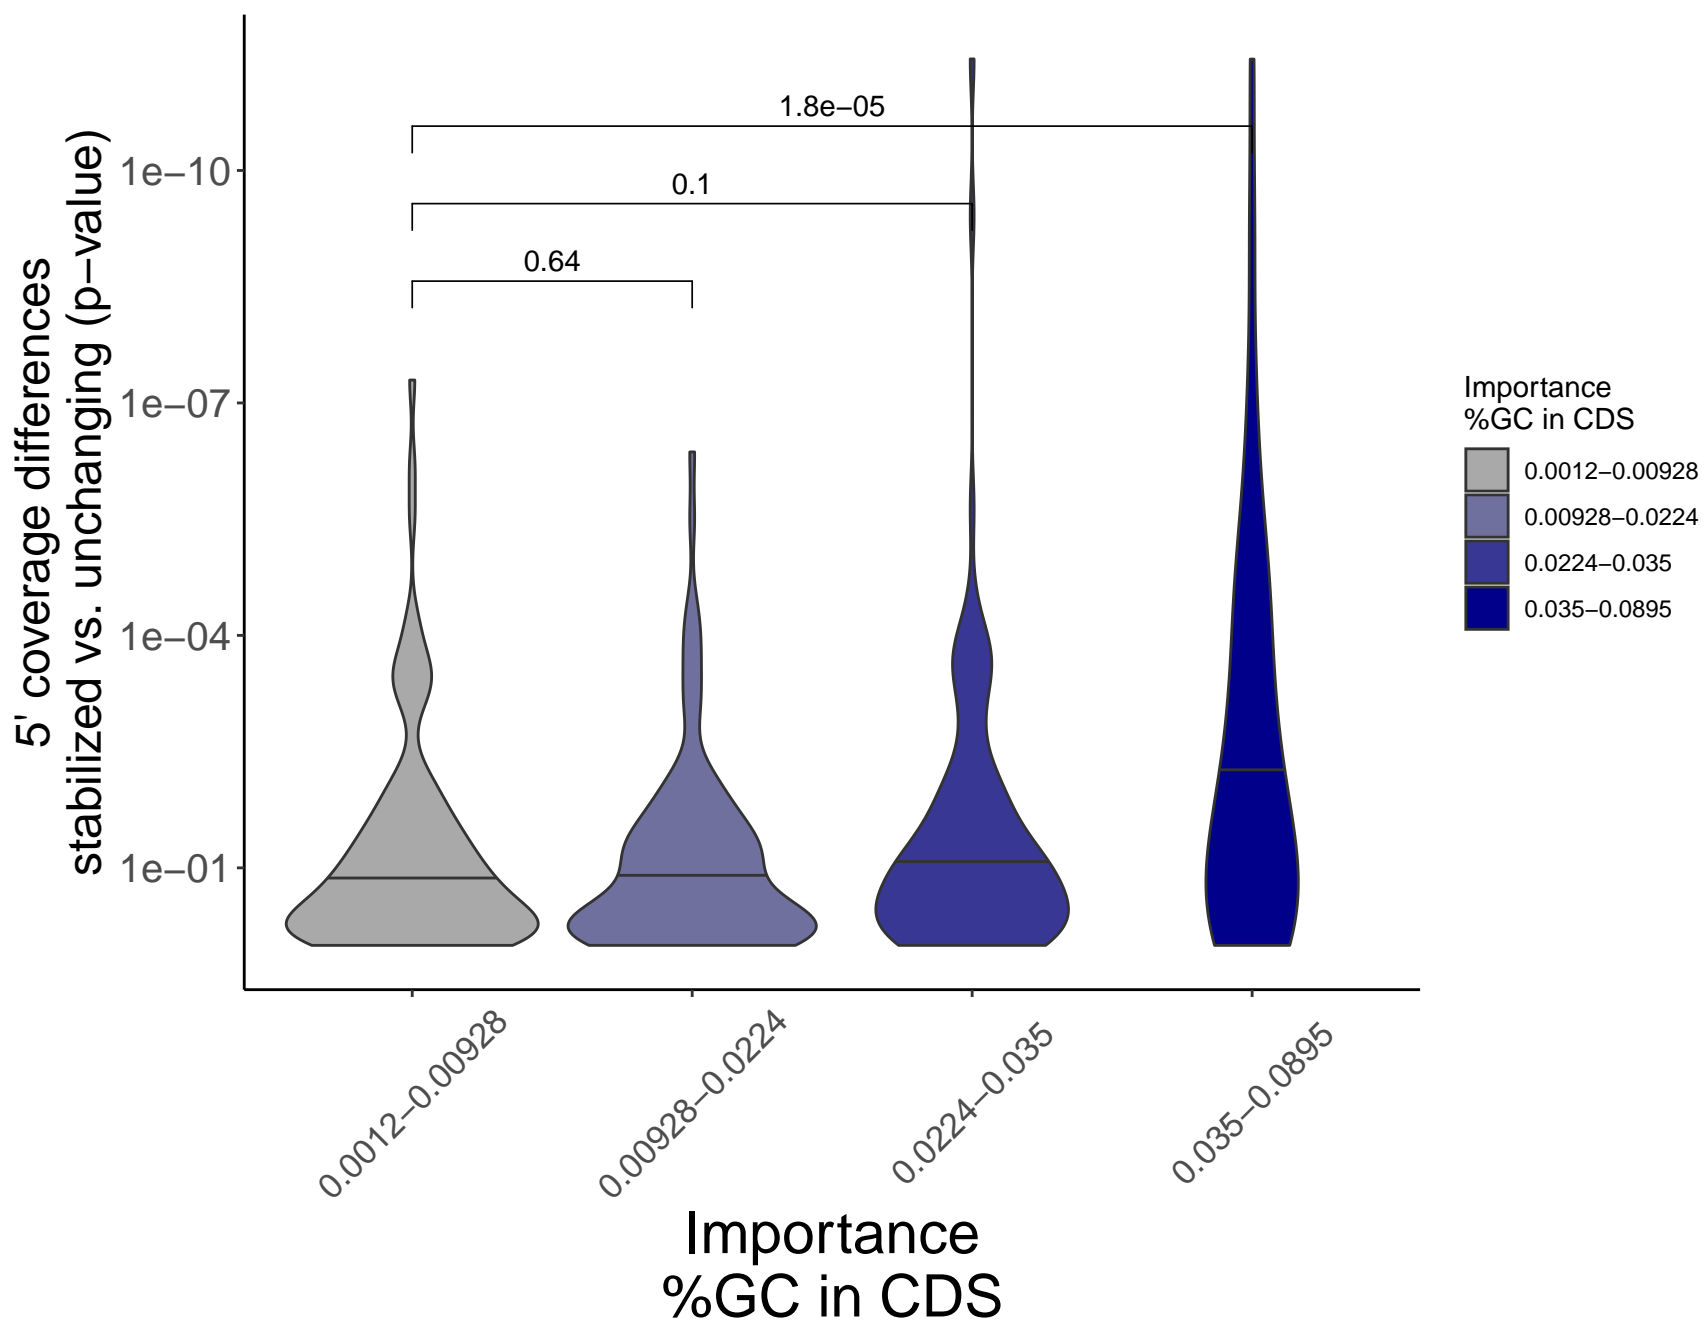 5' coverage differences
stabilized vs. unchanging (p−value)
1e−10
1e−07
1e−04
1e−01
1.8e−05
0.1
0.64
0.0012−0.00928
0.00928−0.0224
0.0224−0.035
0.035−0.0895
Importance
%GC in CDS
Importance
%GC in CDS
0.0012−0.00928
0.00928−0.0224
0.0224−0.035
0.035−0.0895